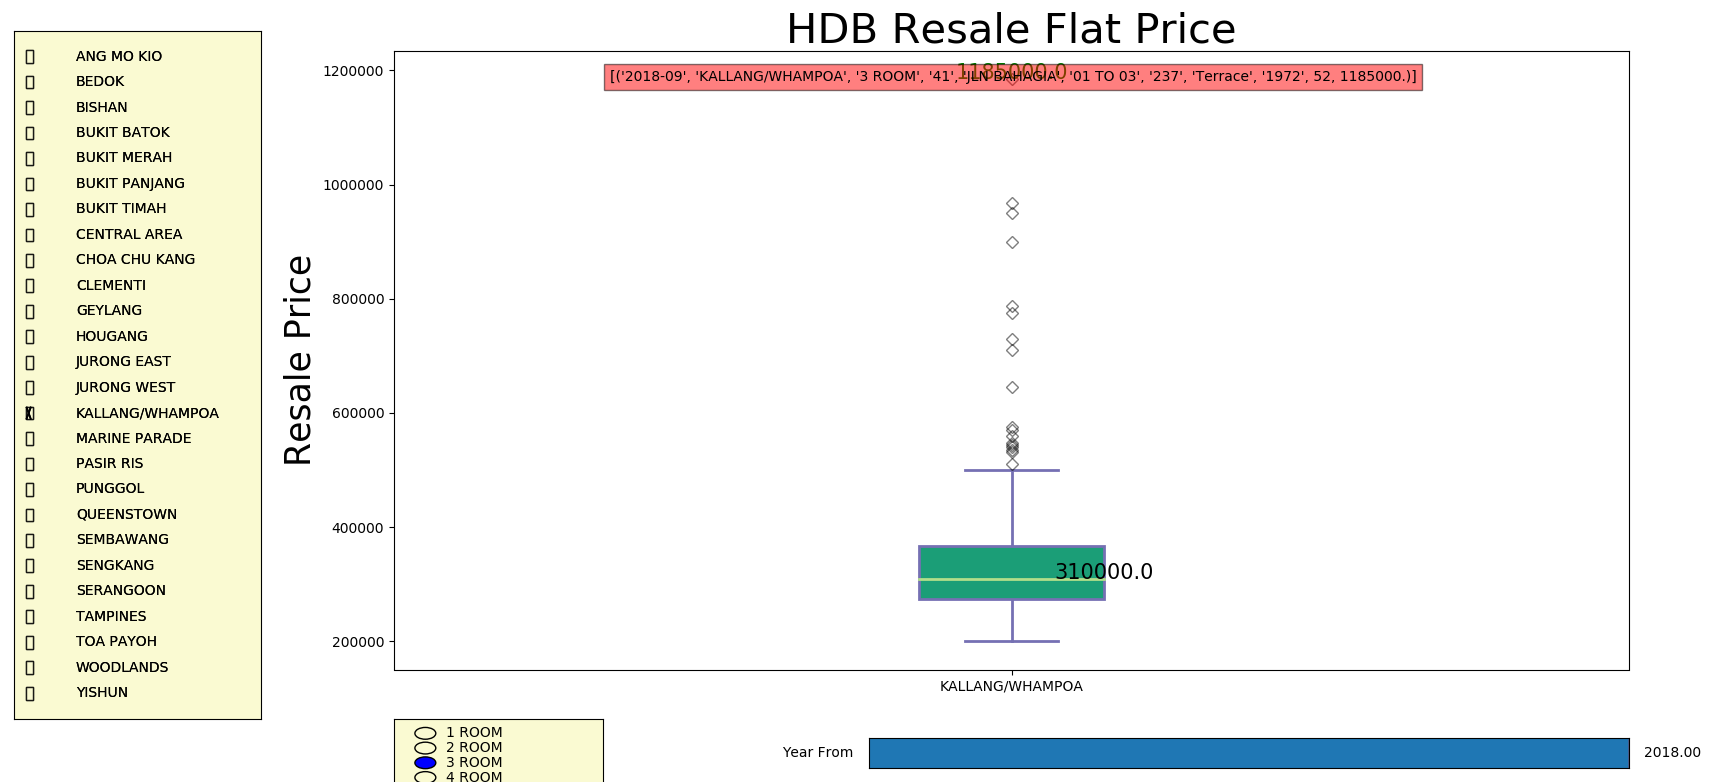 HDB Resale Flat Price
ANG MO KIO
BEDOK
BISHAN
BUKIT BATOK
BUKIT MERAH
BUKIT PANJANG
BUKIT TIMAH
CENTRAL AREA
CHOA CHU KANG
CLEMENTI
GEYLANG
HOUGANG
JURONG EAST
JURONG WEST
KALLANG/WHAMPOA
MARINE PARADE
PASIR RIS
PUNGGOL
QUEENSTOWN
SEMBAWANG
SENGKANG
SERANGOON
TAMPINES
TOA PAYOH
WOODLANDS
YISHUN
Resale Price
1200000
1000000
800000
600000
400000
200000
1185000.0
[('2018-09', 'KALLANG/WHAMPOA', '3 ROOM', '41', 'JLN BAHAGIA', '01 TO 03', '237', 'Terrace', '1972', 52, 1185000.)]
310000.0
KALLANG/WHAMPOA
1 ROOM
2 ROOM
3 ROOM
4 ROOM
Year From
2018.00